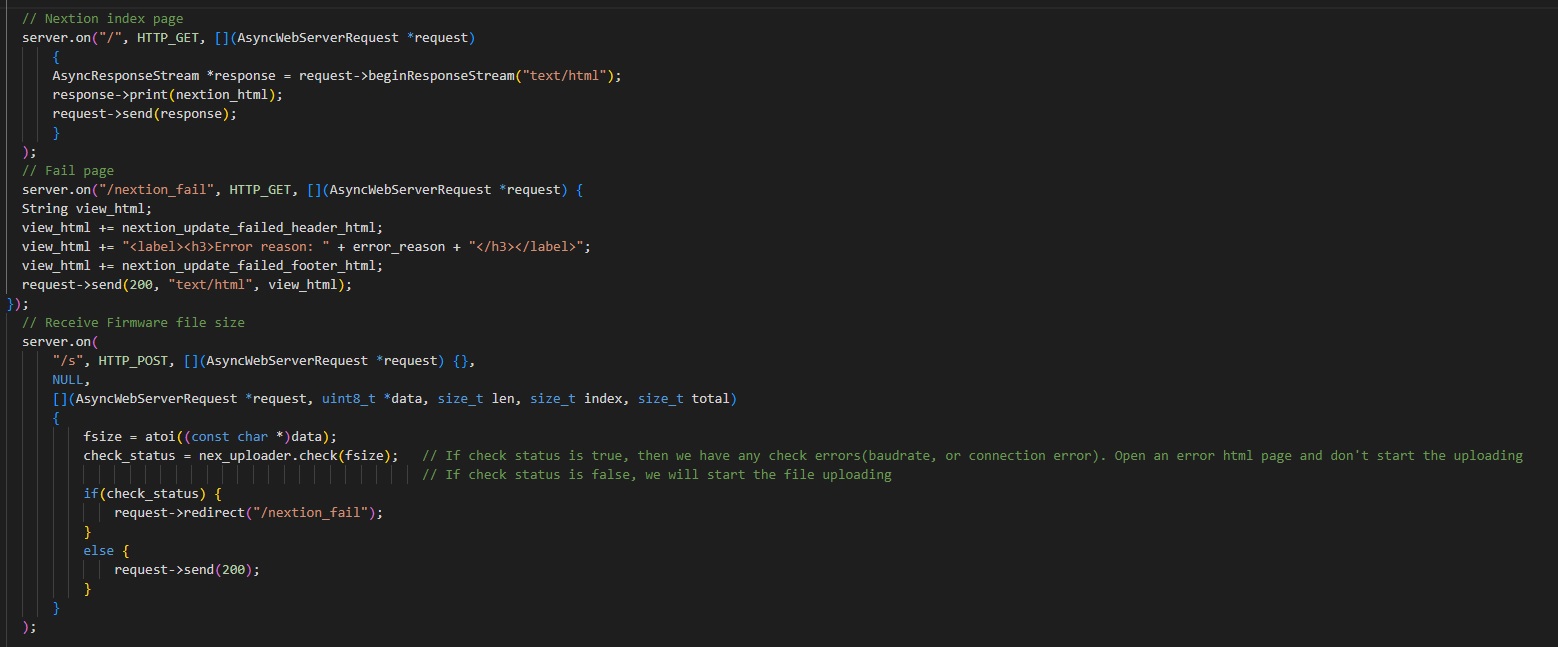 // Nextion index page
server.on("/", HTTP_GET, [](AsyncWebServerRequest *request)
{
AsyncResponseStream *response = request->beginResponseStream("text/html");
response->print(nextion_html);
request->send(response);
}
);
// Fail page
server.on("/nextion_fail", HTTP_GET, [](AsyncWebServerRequest *request) {
String view_html;
view_html += nextion_update_failed_header_html;
view_html += "<label><h3>Error reason: " + error_reason + "</h3></label>";
view_html += nextion_update_failed_footer_html;
request->send(200, "text/html", view_html);
});
// Receive Firmware file size
server.on(
"/s", HTTP_POST, [](AsyncWebServerRequest *request) {},
NULL,
[](AsyncWebServerRequest *request, uint8_t *data, size_t len, size_t index, size_t total)
{
fsize = atoi((const char *)data);
check_status = nex_uploader.check(fsize); // If check status is true, then we have any check errors(baudrate, or connection error). Open an error html page and don't start the uploading
// If check status is false, we will start the file uploading
if(check_status) {
request->redirect("/nextion_fail");
}
else {
request->send(200);
}
}
);